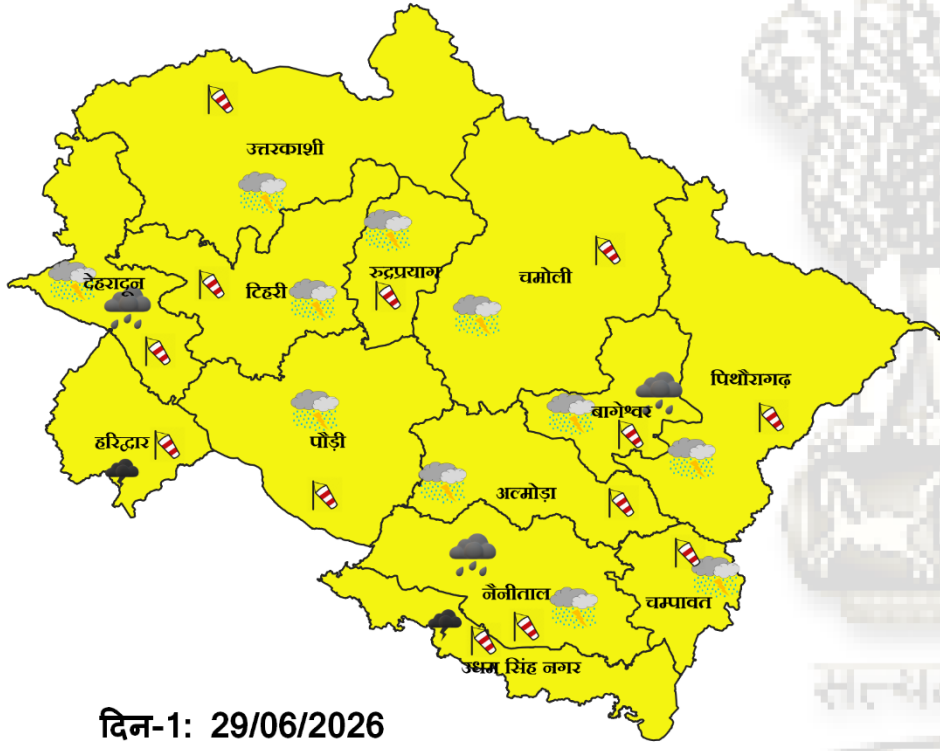 उत्तरकाशी
देहरादून
टिहरी
रुद्रप्रयाग
चमोली
पिथौरागढ़
हरिद्वार
पौड़ी
बागेश्वर
अल्मोड़ा
नैनीताल
चम्पावत
उधम सिंह नगर
दिन-1: 29/06/2026